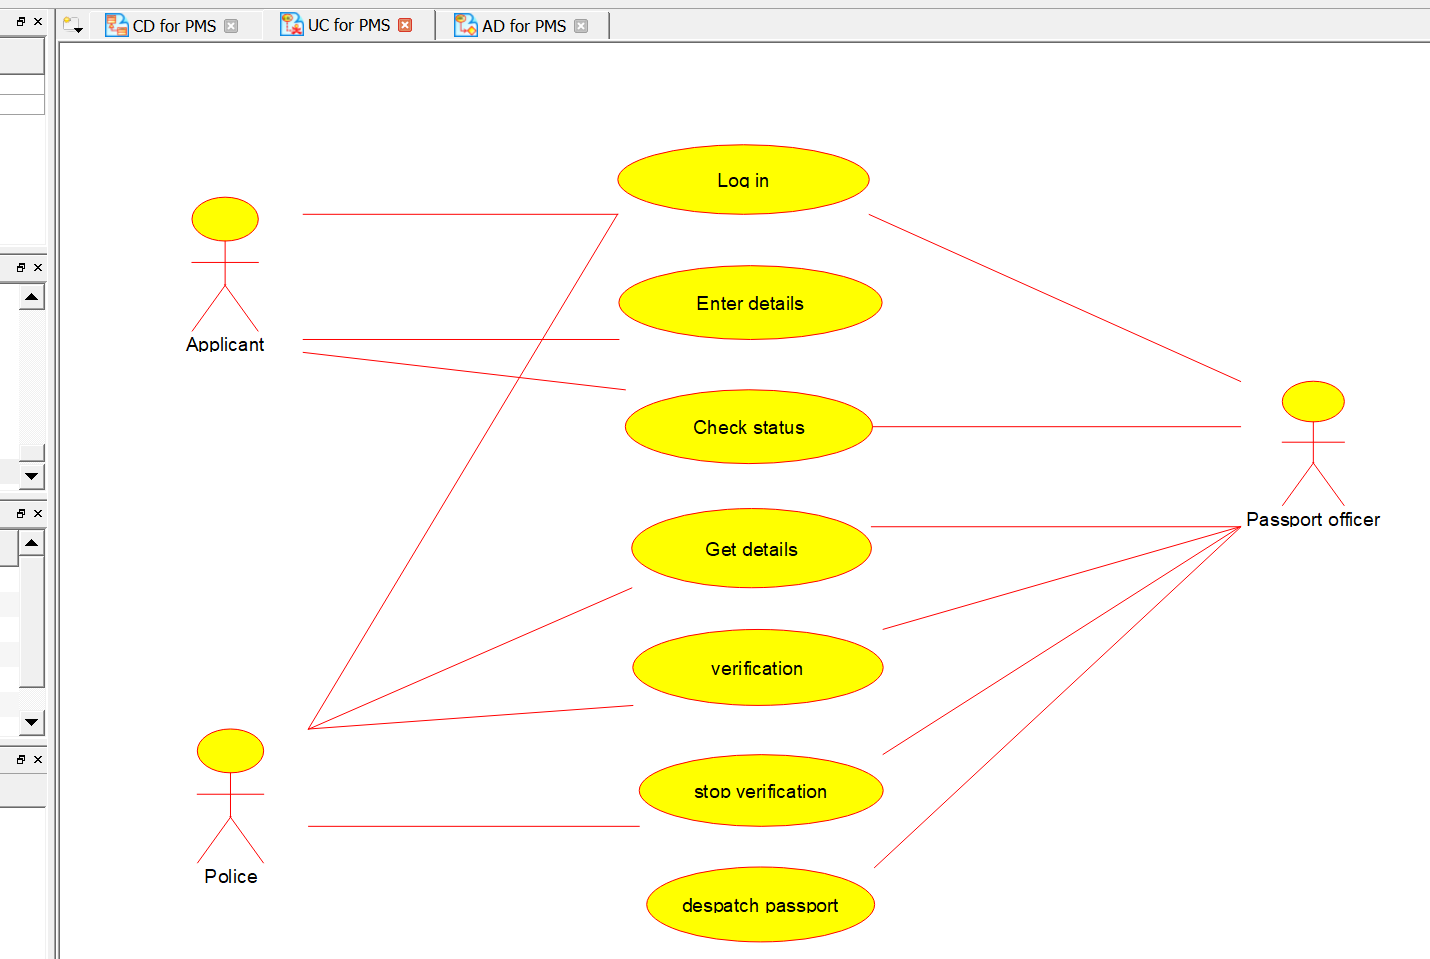 CD for PMS
UC for PMS
AD for PMS
Log in
Enter details
Applicant
Check status
Passport officer
Get details
verification
stop verification
Police
despatch passport